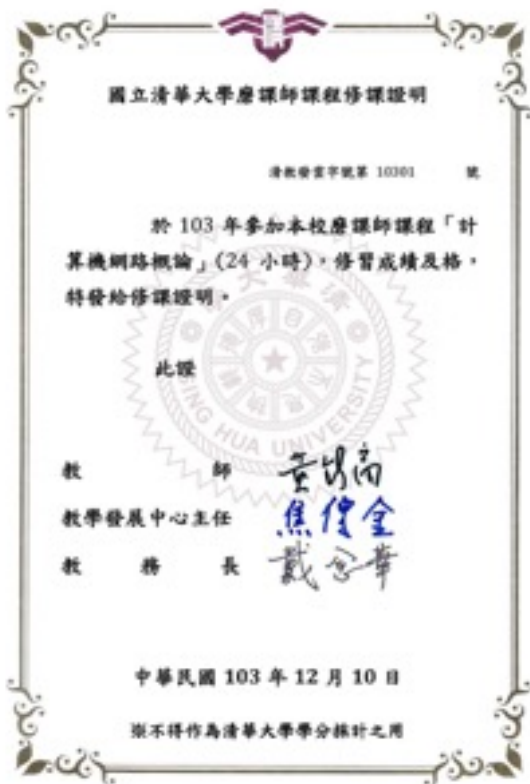 國立清華大學磨課師課程修課證明
清教發雲字號第 10301 號
於 103 年參加本校磨課師課程「計
算機網路概論」(24 小時),修習成績及格,
特發給修課證明。
此證
教 師
教學發展中心主任 焦傳金
教 務 長 戴念華
中華民國 103 年 12 月 10 日
※不得作為清華大學學分採計之用
TSING HUA UNIVERSITY